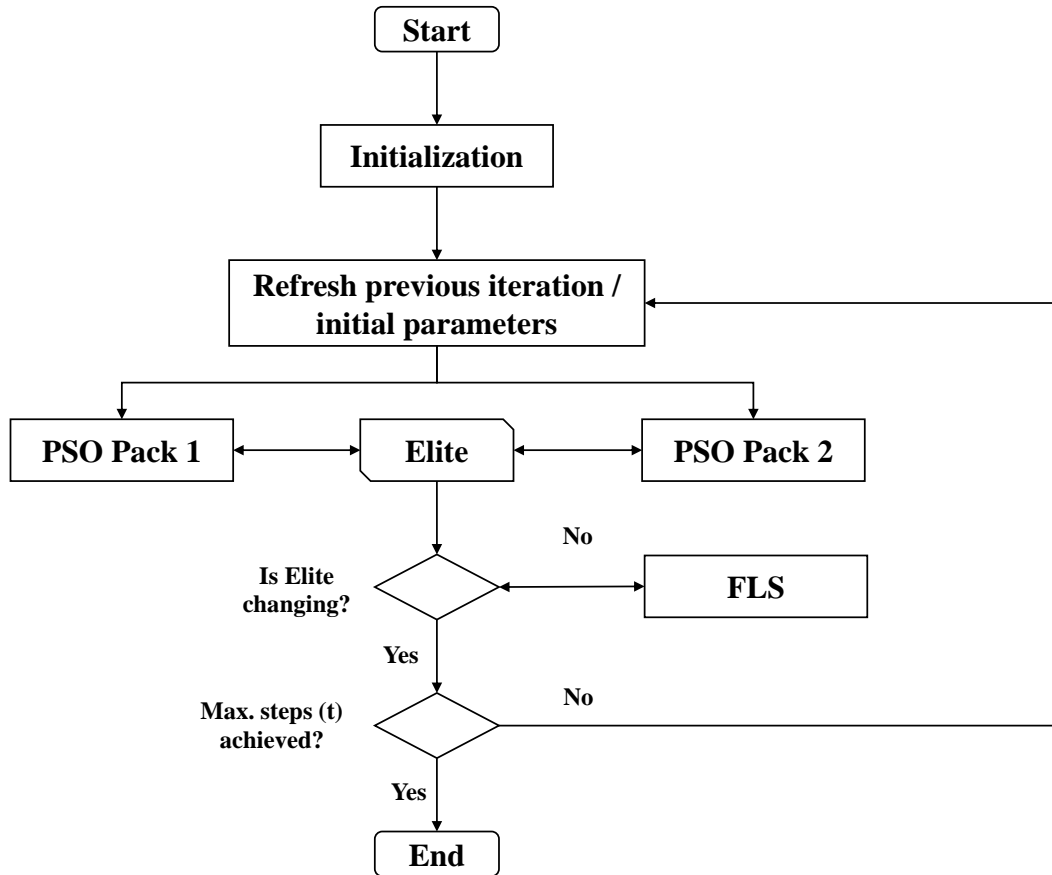 Start
Initialization
Refresh previous iteration /
initial parameters
PSO Pack 1
Elite
PSO Pack 2
No
Is Elite
changing?
FLS
Yes
Max. steps (t)
achieved?
No
Yes
End